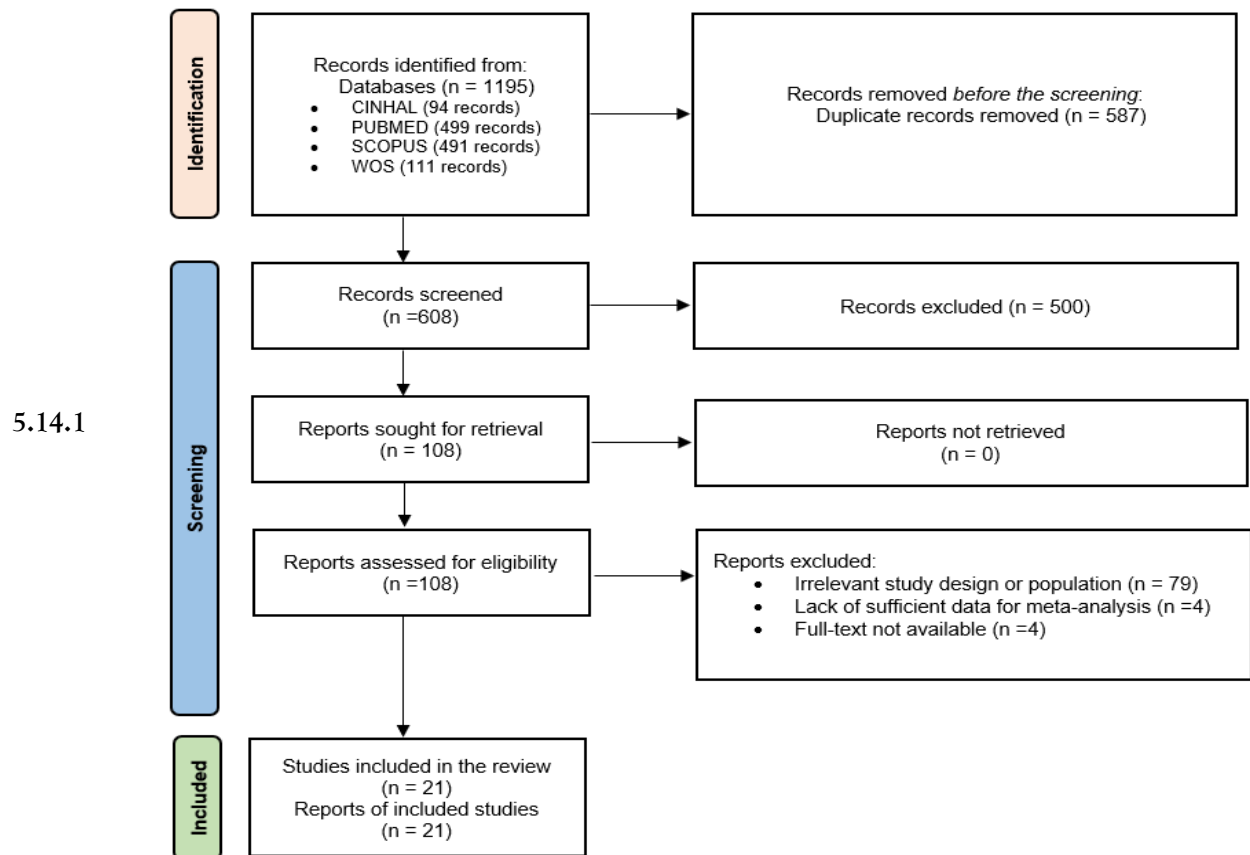 Identification
Records identified from:
Databases (n = 1195)
• CINHAL (94 records)
• PUBMED (499 records)
• SCOPUS (491 records)
• WOS (111 records)
Records removed before the screening:
Duplicate records removed (n = 587)
5.14.1
Screening
Records screened
(n =608)
Records excluded (n = 500)
Reports sought for retrieval
(n = 108)
Reports not retrieved
(n = 0)
Reports assessed for eligibility
(n =108)
Reports excluded:
• Irrelevant study design or population (n = 79)
• Lack of sufficient data for meta-analysis (n =4)
• Full-text not available (n =4)
Included
Studies included in the review
(n = 21)
Reports of included studies
(n = 21)